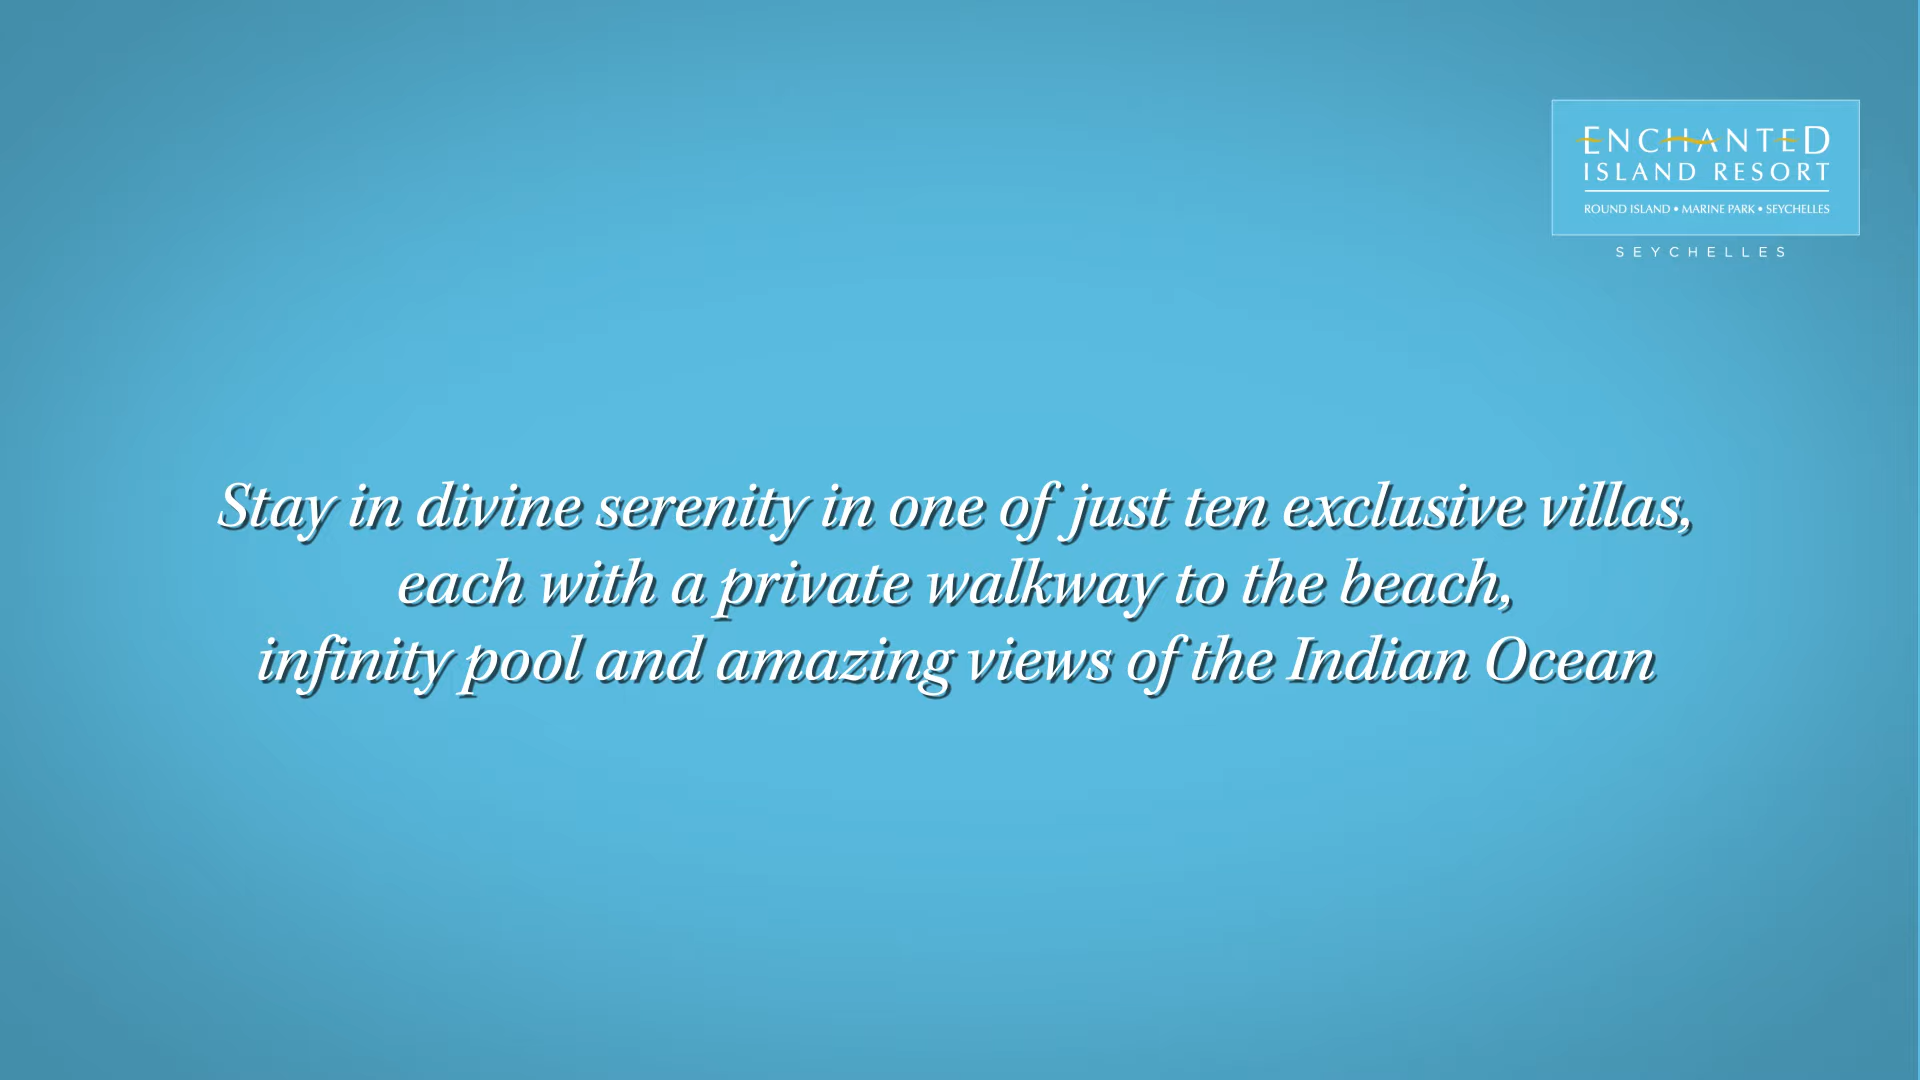 ENCHANTED
ISLAND RESORT
ROUND ISLAND • MARINE PARK • SEYCHELLES
SEYCHELLES
Stay in divine serenity in one of just ten exclusive villas,
each with a private walkway to the beach,
infinity pool and amazing views of the Indian Ocean